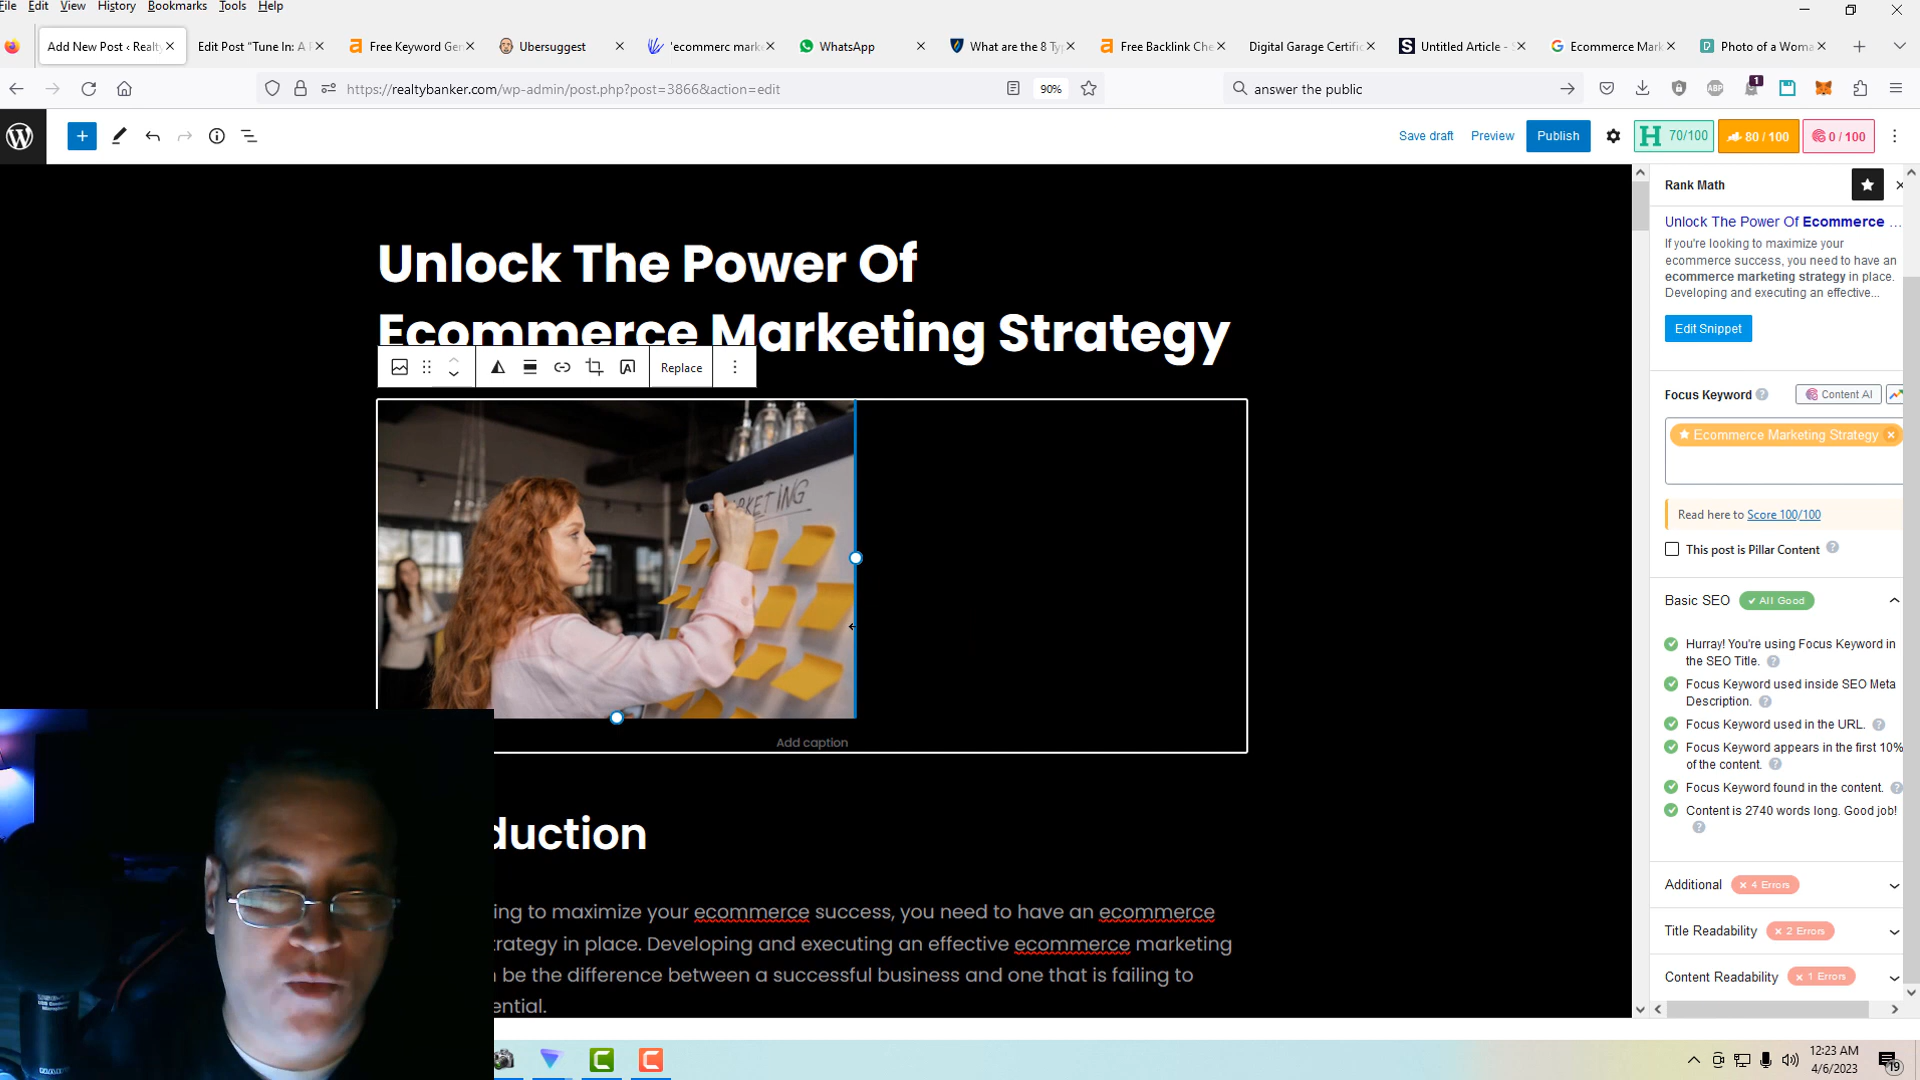 File Edit View History Bookmarks Tools Help
Add New Post ‹ Realty
Edit Post "Tune In: A
Free Keyword Gen
Ubersuggest
'ecommerc mark
WhatsApp
What are the 8 Typ
Free Backlink Che
Digital Garage Certific
Untitled Article - S
Ecommerce Mark
Photo of a Woma
https://realtybanker.com/wp-admin/post.php?post=3866&action=edit
90%
answer the public
ABP
1
Save draft
Preview
Publish
H 70/100
80 / 100
0 / 100
Unlock The Power Of
Ecommerce Marketing Strategy
Replace
MARKETING
Add caption
duction
ing to maximize your ecommerce success, you need to have an ecommerce
trategy in place. Developing and executing an effective ecommerce marketing
n be the difference between a successful business and one that is failing to
ential.
Rank Math
Unlock The Power Of Ecommerce ...
If you're looking to maximize your
ecommerce success, you need to have an
ecommerce marketing strategy in place.
Developing and executing an effective...
Edit Snippet
Focus Keyword
Content AI
Ecommerce Marketing Strategy
Read here to Score 100/100
This post is Pillar Content
Basic SEO
All Good
Hurray! You're using Focus Keyword in
the SEO Title.
Focus Keyword used inside SEO Meta
Description.
Focus Keyword used in the URL.
Focus Keyword appears in the first 10%
of the content.
Focus Keyword found in the content.
Content is 2740 words long. Good job!
Additional
× 4 Errors
Title Readability
× 2 Errors
Content Readability
× 1 Errors
12:23 AM
4/6/2023
19